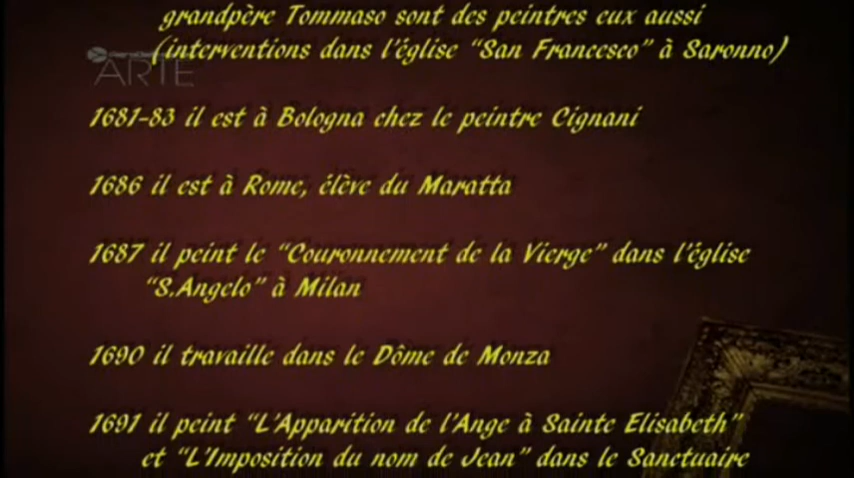 grandpère Tommaso sont des peintres eux aussi
(interventions dans l'église "San Francesco" à Saronno)
ARTE
1681-83 il est à Bologna chez le peintre Cignani
1686 il est à Rome, élève du Maratta
1687 il peint le "Couronnement de la Vierge" dans l'église
"S.Angelo" à Milan
1690 il travaille dans le Dôme de Monza
1691 il peint "L'Apparition de l'Ange à Sainte Elisabeth"
et "L'Imposition du nom de Jean" dans le Sanctuaire